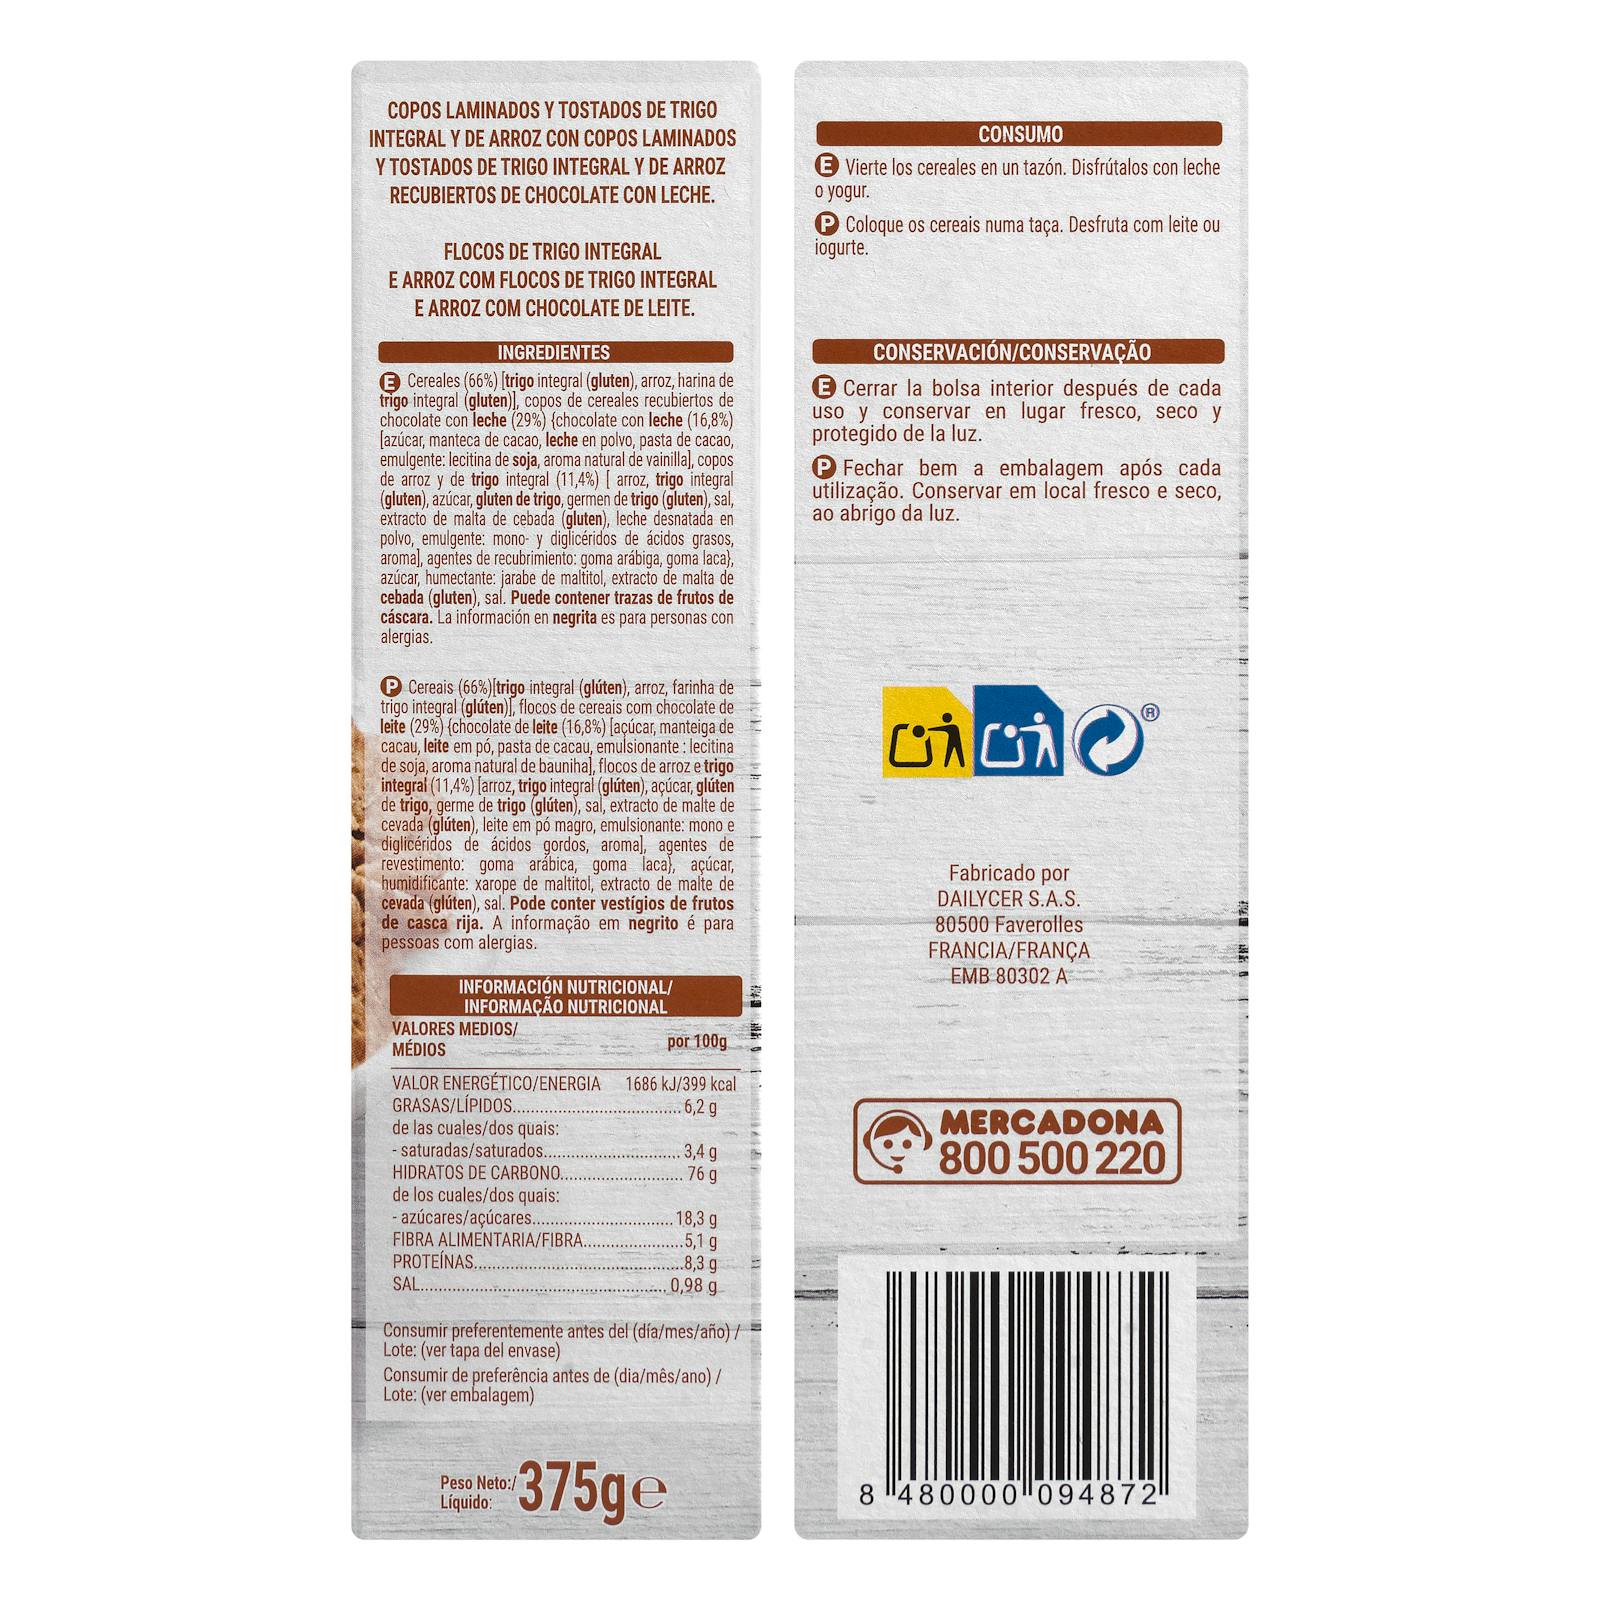 COPOS LAMINADOS Y TOSTADOS DE TRIGO
INTEGRAL Y DE ARROZ CON COPOS LAMINADOS
Y TOSTADOS DE TRIGO INTEGRAL Y DE ARROZ
RECUBIERTOS DE CHOCOLATE CON LECHE.
FLOCOS DE TRIGO INTEGRAL
E ARROZ COM FLOCOS DE TRIGO INTEGRAL
E ARROZ COM CHOCOLATE DE LEITE.
INGREDIENTES
E Cereales (66%) [trigo integral (gluten), arroz, harina de
trigo integral (gluten)], copos de cereales recubiertos de
chocolate con leche (29%) {chocolate con leche (16,8%)
[azúcar, manteca de cacao, leche en polvo, pasta de cacao,
emulgente: lecitina de soja, aroma natural de vainilla], copos
de arroz y de trigo integral (11,4%) [ arroz, trigo integral
(gluten), azúcar, gluten de trigo, germen de trigo (gluten), sal,
extracto de malta de cebada (gluten), leche desnatada en
polvo, emulgente: mono- y diglicéridos de ácidos grasos,
aroma], agentes de recubrimiento: goma arábiga, goma laca},
azúcar, humectante: jarabe de maltitol, extracto de malta de
cebada (gluten), sal. Puede contener trazas de frutos de
cáscara. La información en negrita es para personas con
alergias.
P Cereais (66%)[trigo integral (glúten), arroz, farinha de
trigo integral (glúten)], flocos de cereais com chocolate de
leite (29%) {chocolate de leite (16,8%) [açúcar, manteiga de
cacau, leite em pó, pasta de cacau, emulsionante : lecitina
de soja, aroma natural de bauniha], flocos de arroz e trigo
integral (11,4%) [arroz, trigo integral (glúten), açúcar, glúten
de trigo, germe de trigo (glúten), sal, extracto de malte de
cevada (glúten), leite em pó magro, emulsionante: mono e
diglicéridos de ácidos gordos, aroma], agentes de
revestimento: goma arábica, goma laca}, açúcar,
humidificante: xarope de maltitol, extracto de malte de
cevada (glúten), sal. Pode conter vestígios de frutos
de casca rija. A informação em negrito é para
pessoas com alergias.
INFORMACIÓN NUTRICIONAL/
INFORMAÇÃO NUTRICIONAL
VALORES MEDIOS/
MÉDIOS por 100g
VALOR ENERGÉTICO/ENERGIA 1686 kJ/399 kcal
GRASAS/LÍPIDOS.....6,2 g
de las cuales/dos quais:
- saturadas/saturados.....3,4 g
HIDRATOS DE CARBONO.....76 g
de los cuales/dos quais:
- azúcares/açúcares.....18,3 g
FIBRA ALIMENTARIA/FIBRA.....5,1 g
PROTEÍNAS.....8,3 g
SAL.....0,98 g
Consumir preferentemente antes del (día/mes/año) /
Lote: (ver tapa del envase)
Consumir de preferência antes de (dia/mês/ano) /
Lote: (ver embalagem)
Peso Neto:/
Líquido: 375g e
CONSUMO
E Vierte los cereales en un tazón. Disfrútalos con leche
o yogur.
P Coloque os cereais numa taça. Desfruta com leite ou
iogurte.
CONSERVACIÓN/CONSERVAÇÃO
E Cerrar la bolsa interior después de cada
uso y conservar en lugar fresco, seco y
protegido de la luz.
P Fechar bem a embalagem após cada
utilização. Conservar em local fresco e seco,
ao abrigo da luz.
®
Fabricado por
DAILYCER S.A.S.
80500 Faverolles
FRANCIA/FRANÇA
EMB 80302 A
MERCADONA
800 500 220
8 480000 094872